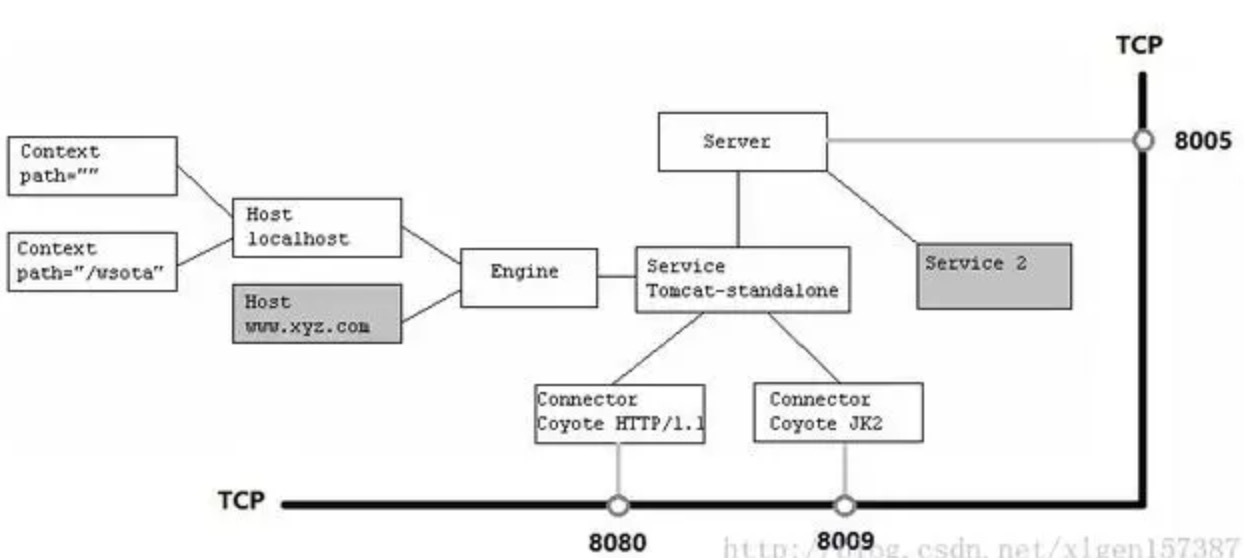 TCP
Server
8005
Context
path=""
Host
localhost
Service 2
Context
path="/wsota"
Engine
Service
Tomcat-standalone
Host
www.xyz.com
Connector
Coyote HTTP/1.1
Connector
Coyote JK2
TCP
8080
8009
http://blog.csdn.net/xlgen157387